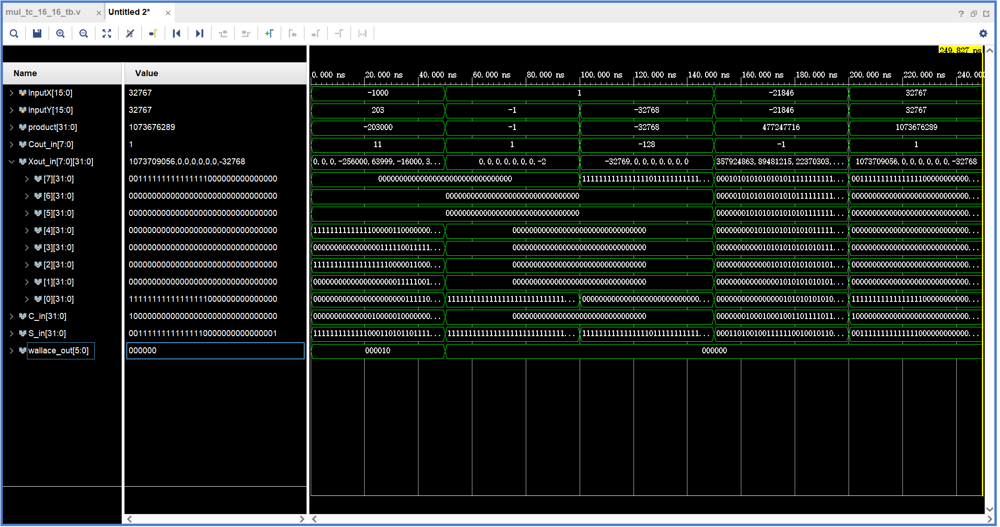 mul_tc_16_16_tb.v × Untitled 2* × ?
249.827 ns
Name Value 0.000 ns 20.000 ns 40.000 ns 60.000 ns 80.000 ns 100.000 ns 120.000 ns 140.000 ns 160.000 ns 180.000 ns 200.000 ns 220.000 ns 240.000
InputX[15:0] 32767 -1000 1 -21846 32767
InputY[15:0] 32767 203 -1 -32768 -21846 32767
product[31:0] 1073676289 -203000 -1 -32768 477247716 1073676289
Cout_in[7:0] 1 11 1 -128 -1 1
Xout_in[7:0][31:0] 1073709056,0,0,0,0,0,0,-32768 0,0,0,-256000,63999,-16000,3... 0,0,0,0,0,0,0,-2 -32769,0,0,0,0,0,0,0 357924863,89481215,22370303,... 1073709056,0,0,0,0,0,0,-32768
[7][31:0] 00111111111111111000000000000000 00000000000000000000000000000000 1111111111111111011111111111... 0001010101010101011111111111... 0011111111111111100000000000...
[6][31:0] 00000000000000000000000000000000 00000000000000000000000000000000 0000010101010101010111111111... 0000000000000000000000000000...
[5][31:0] 00000000000000000000000000000000 00000000000000000000000000000000 0000000101010101010101111111... 0000000000000000000000000000...
[4][31:0] 00000000000000000000000000000000 1111111111111100000110000000... 00000000000000000000000000000000 0000000001010101010101011111... 0000000000000000000000000000...
[3][31:0] 00000000000000000000000000000000 0000000000000000111110011111... 00000000000000000000000000000000 0000000000010101010101010111... 0000000000000000000000000000...
[2][31:0] 00000000000000000000000000000000 1111111111111111110000011000... 00000000000000000000000000000000 0000000000000101010101010101... 0000000000000000000000000000...
[1][31:0] 00000000000000000000000000000000 0000000000000000000011111001... 00000000000000000000000000000000 0000000000000001010101010101... 0000000000000000000000000000...
[0][31:0] 11111111111111111000000000000000 0000000000000000000000111110... 1111111111111111111111111111... 0000000000000000000000000000... 0000000000000000101010101010... 1111111111111111100000000000...
C_in[31:0] 10000000000000000000000000000000 0000000000000010000010000000... 00000000000000000000000000000000 0000000100010001001101111011... 1000000000000000000000000000...
S_in[31:0] 00111111111111110000000000000001 1111111111111000110101101111... 1111111111111111111111111111... 1111111111111111011111111111... 0001101001001111110010010110... 0011111111111111000000000000...
wallace_out[5:0] 000000 000010 000000